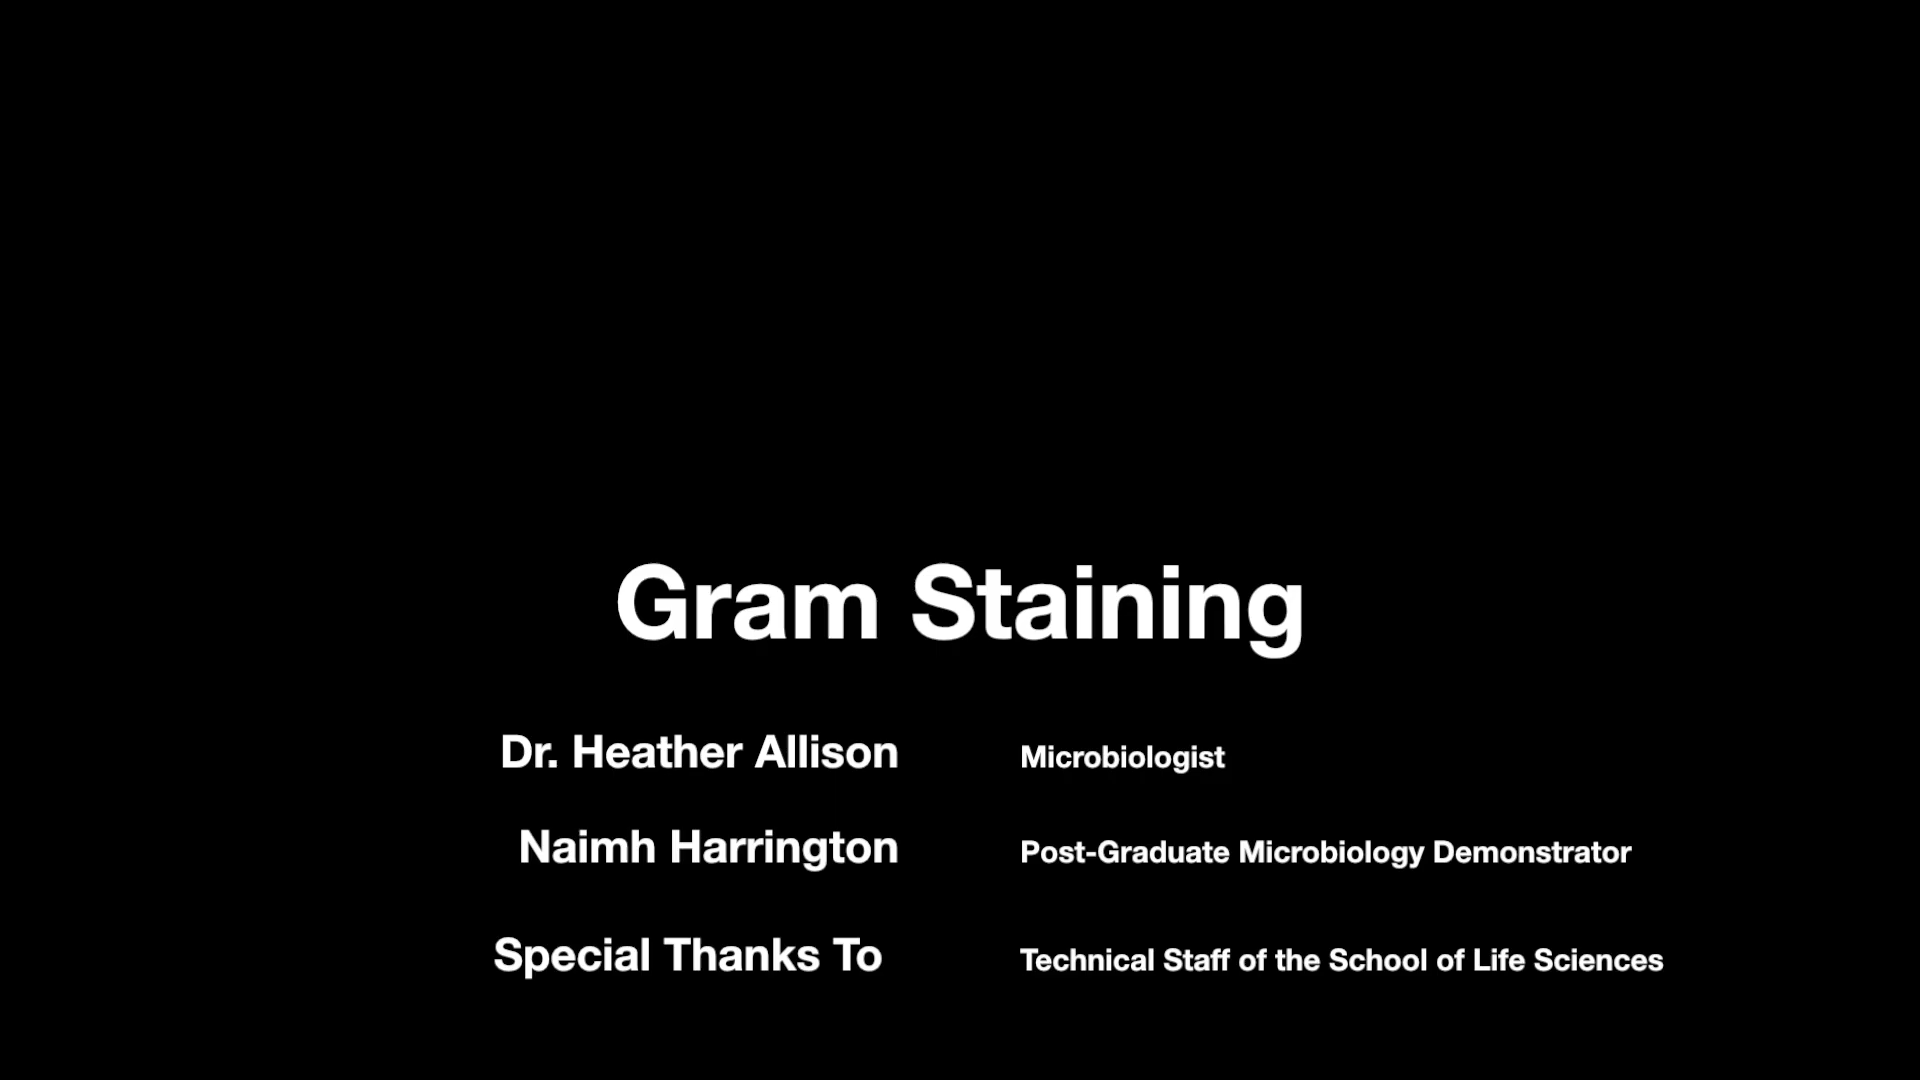 Gram Staining
Dr. Heather Allison Microbiologist
Naimh Harrington Post-Graduate Microbiology Demonstrator
Special Thanks To Technical Staff of the School of Life Sciences